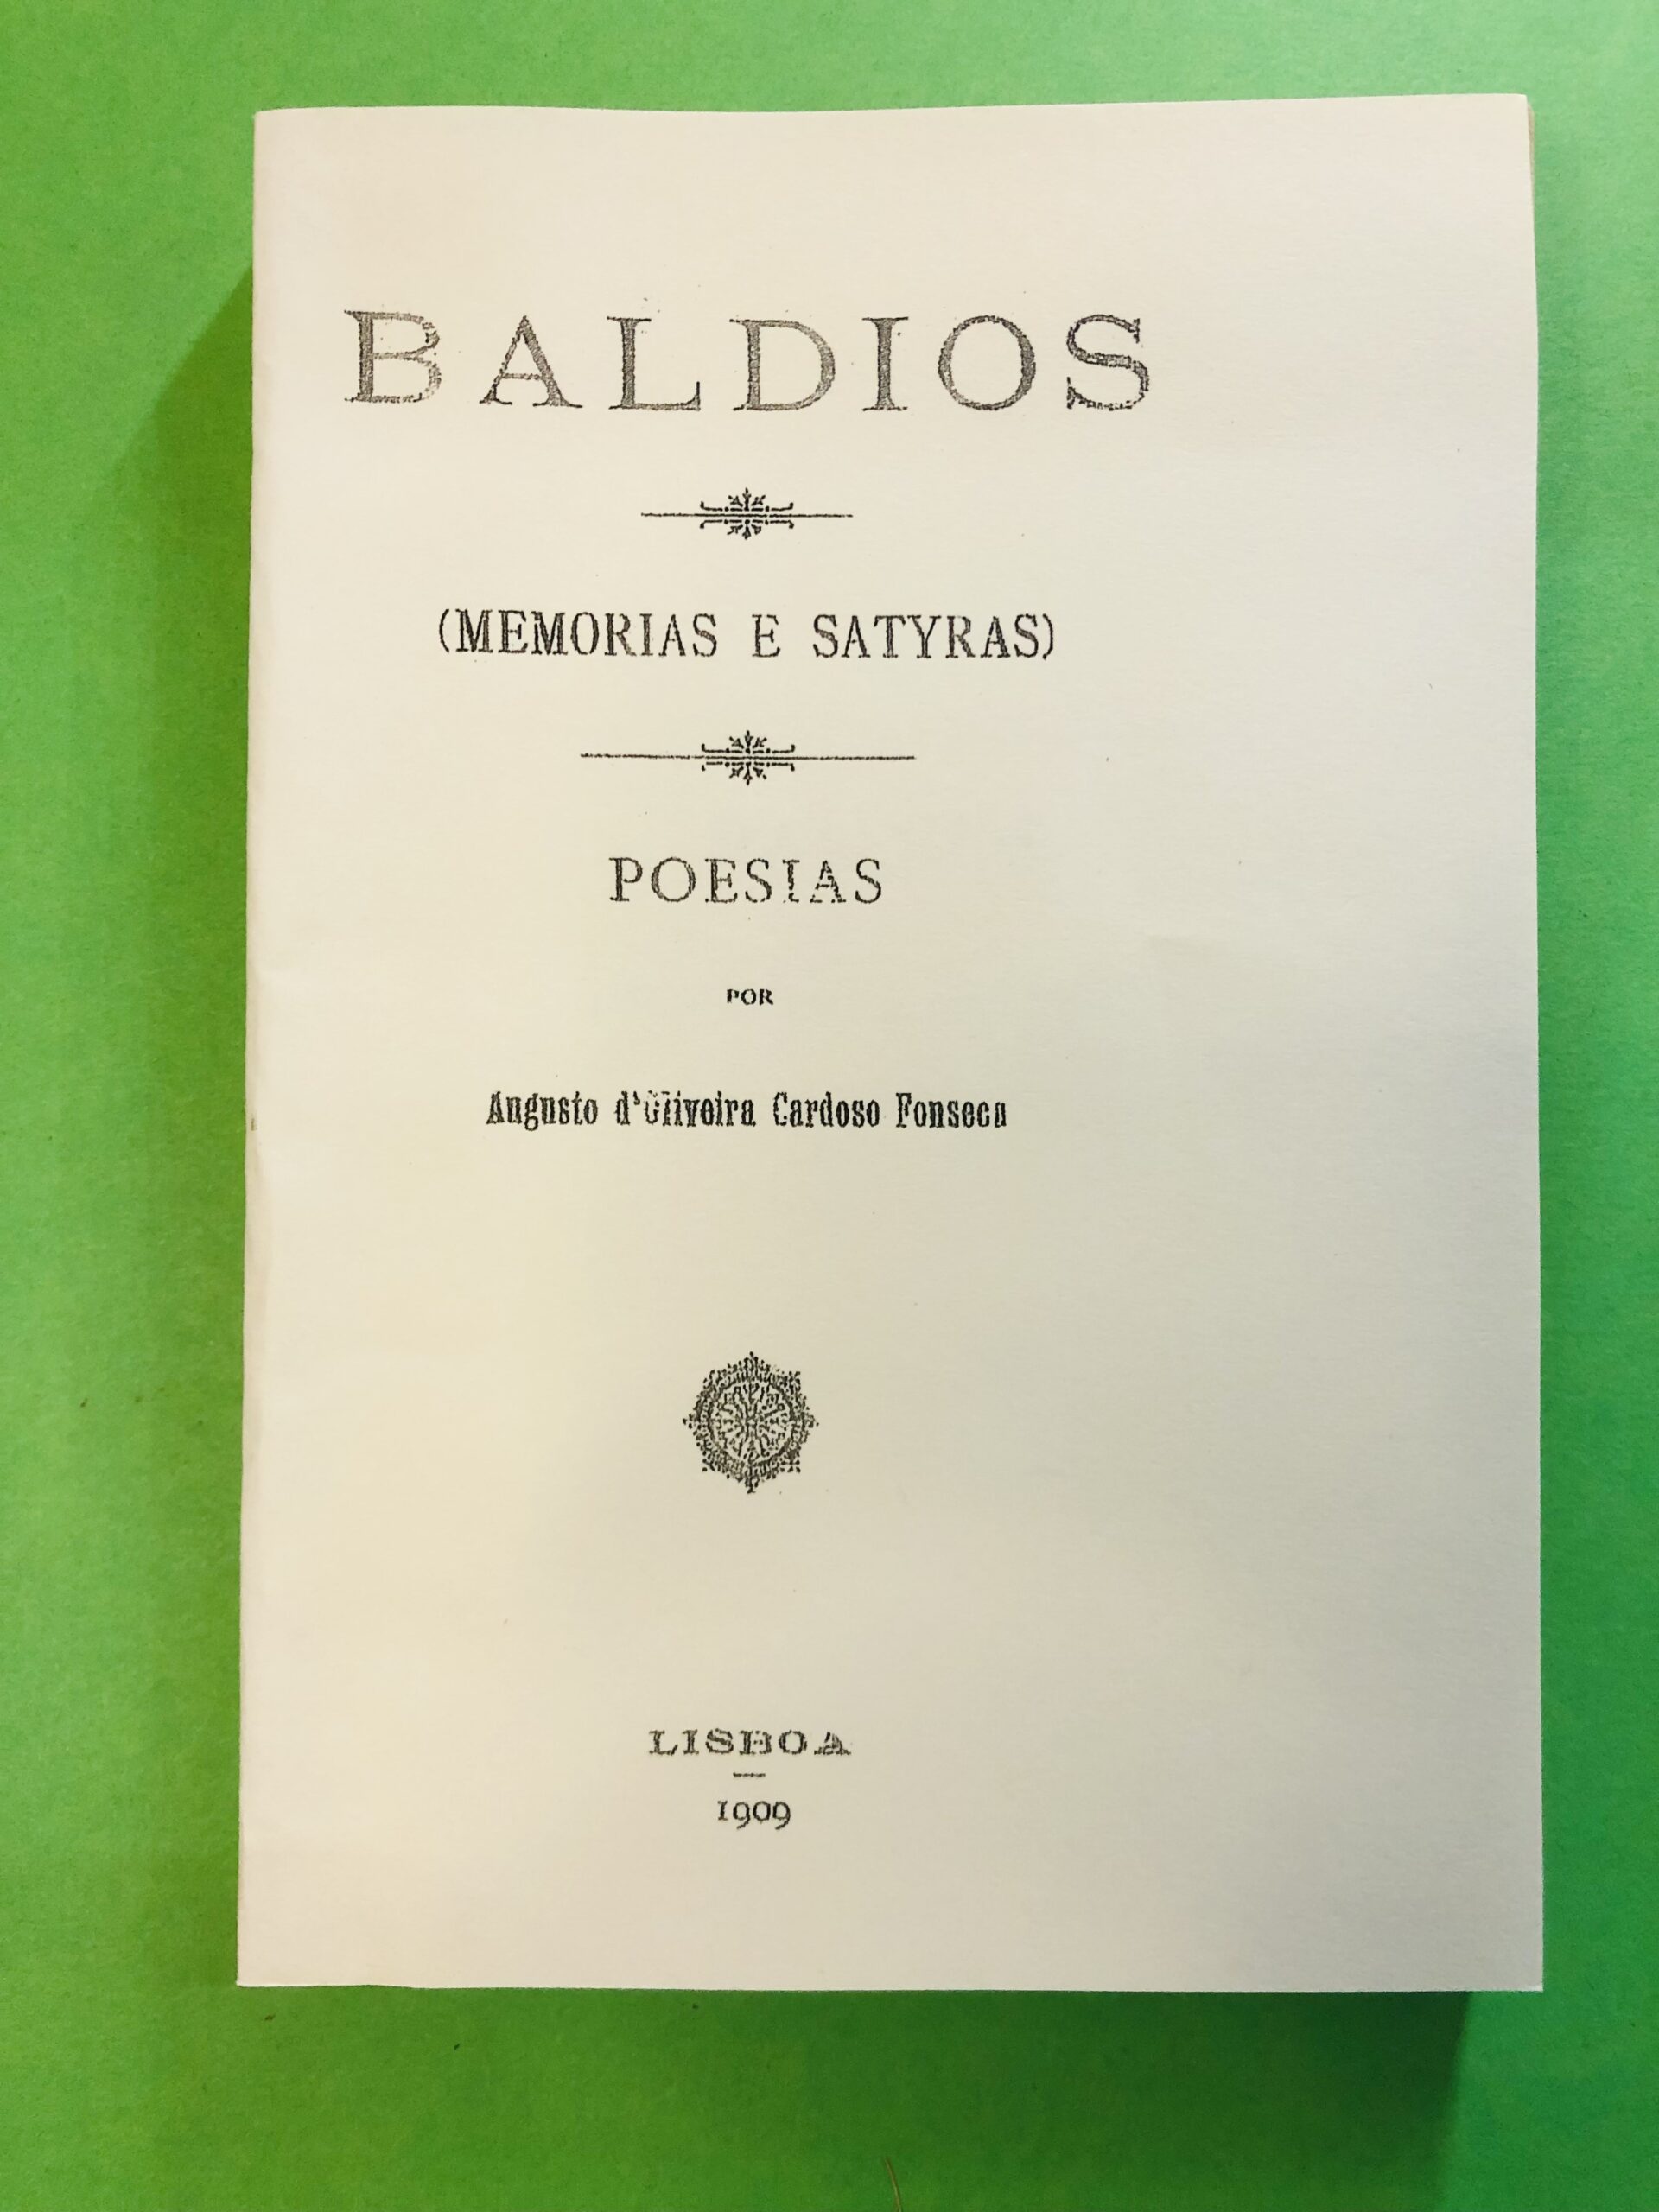 BALDIOS
(MEMORIAS E SATYRAS)
POESIAS
POR
Augusto d'Oliveira Cardoso Fonseca
LISBOA
1909